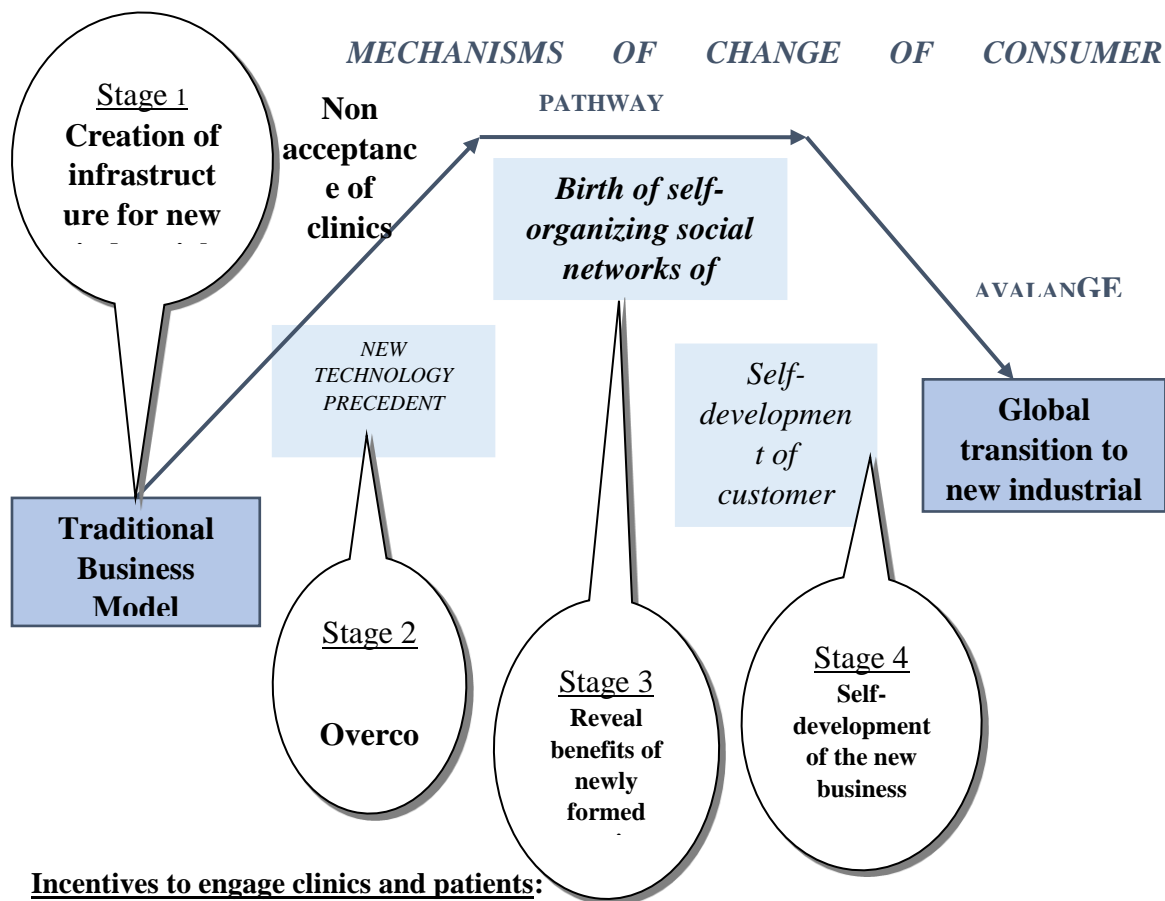 MECHANISMS OF CHANGE OF CONSUMER
Stage 1
Creation of
infrastruct
ure for new
Non
acceptanc
e of
clinics
PATHWAY
Birth of self-
organizing social
networks of
AVALANGE
NEW
TECHNOLOGY
PRECEDENT
Self-
developmen
t of
customer
Global
transition to
new industrial
Traditional
Business
Model
Stage 2
Overco
Stage 3
Reveal
benefits of
newly
formed
Stage 4
Self-
development
of the new
business
Incentives to engage clinics and patients: